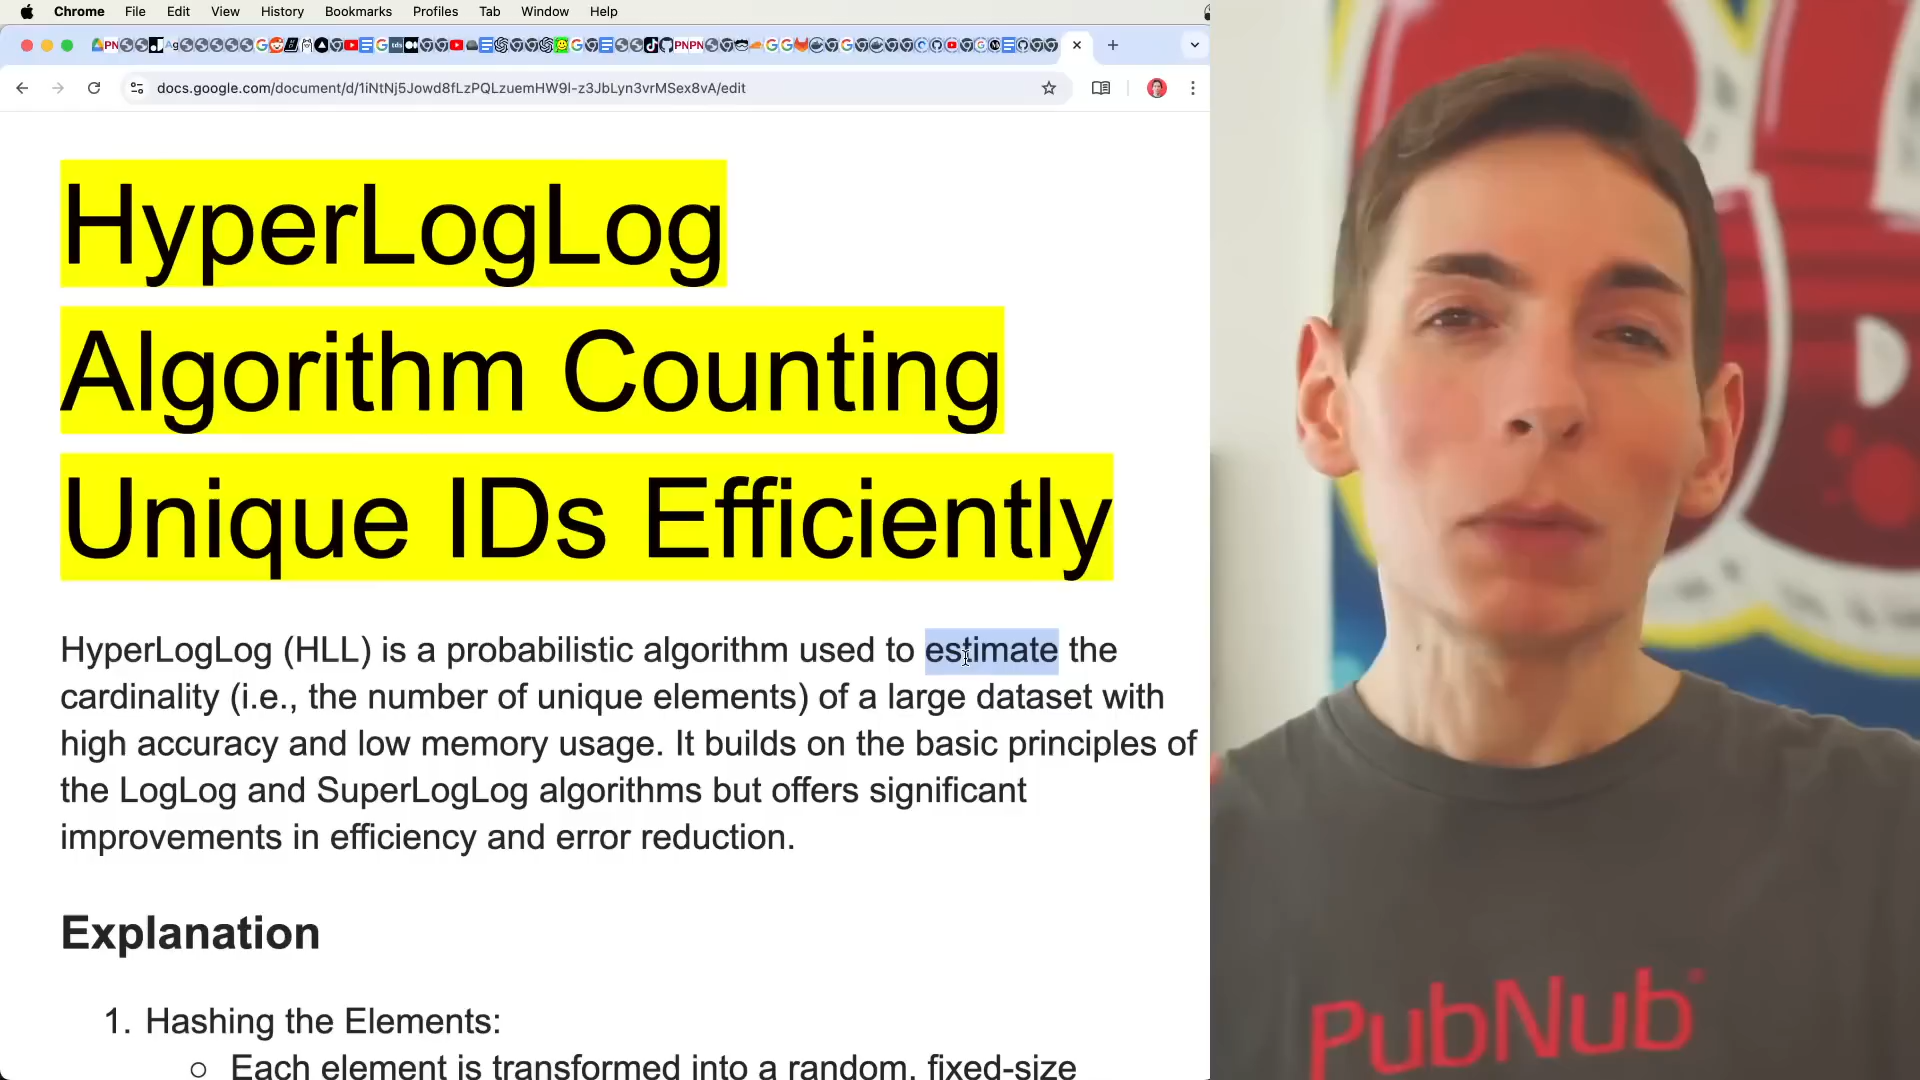 Chrome File Edit View History Bookmarks Profiles Tab Window Help
docs.google.com/document/d/1iNtNj5Jowd8fLzPQLzuemHW9I-z3JbLyn3vrMSex8vA/edit
HyperLogLog
Algorithm Counting
Unique IDs Efficiently
HyperLogLog (HLL) is a probabilistic algorithm used to estimate the
cardinality (i.e., the number of unique elements) of a large dataset with
high accuracy and low memory usage. It builds on the basic principles of
the LogLog and SuperLogLog algorithms but offers significant
improvements in efficiency and error reduction.
Explanation
1. Hashing the Elements:
○ Each element is transformed into a random, fixed-size
PubNub